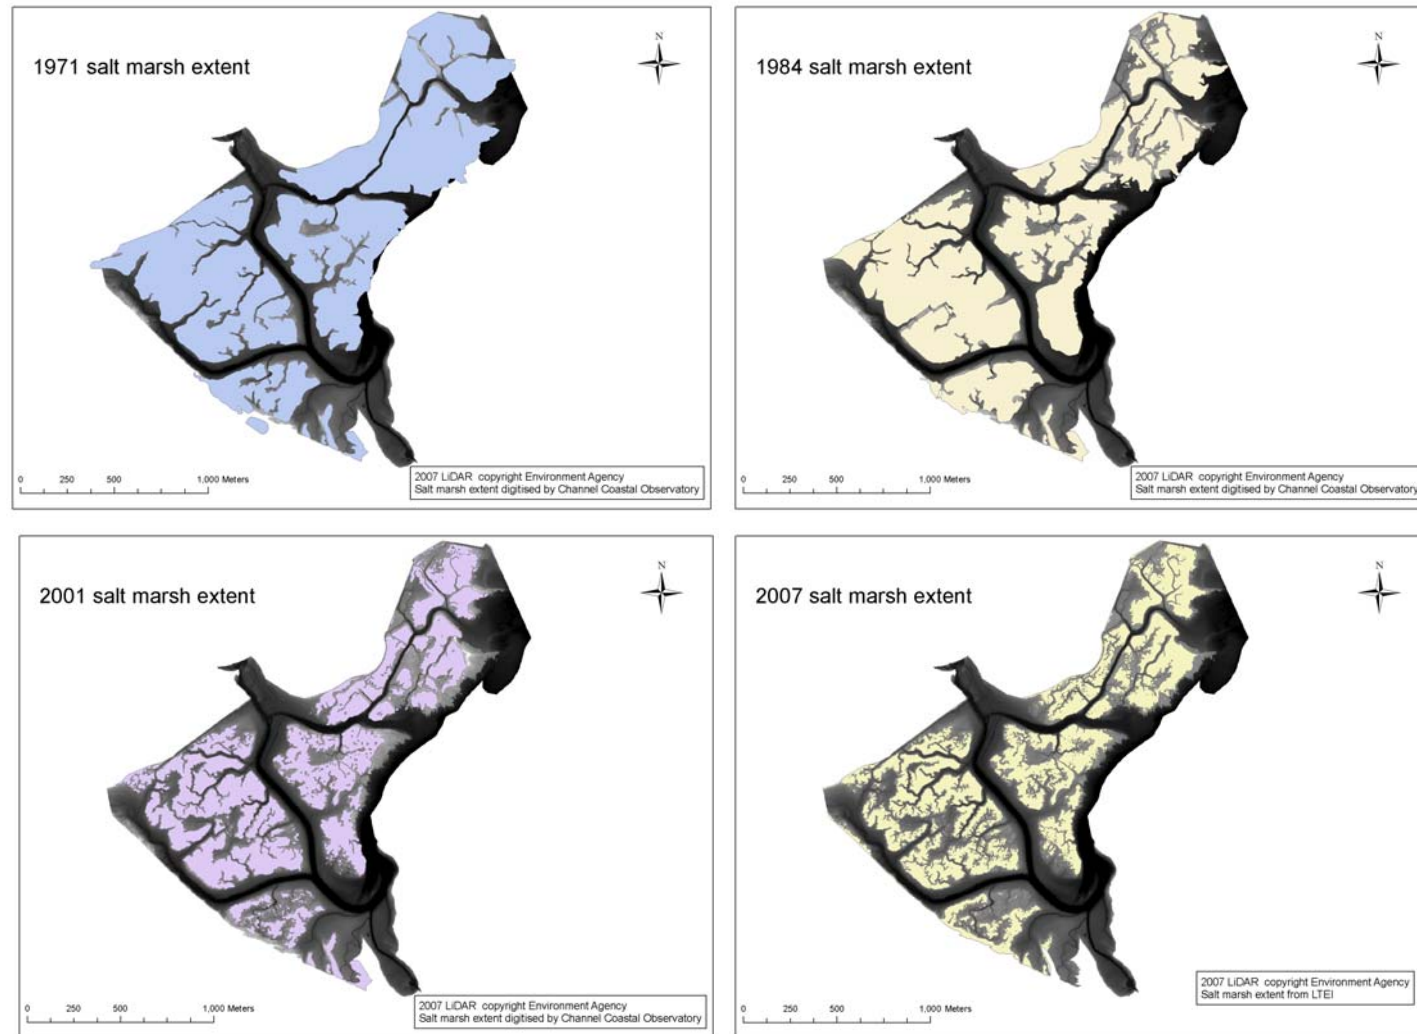 1971 salt marsh extent
N
0 250 500 1,000 Meters
2007 LiDAR copyright Environment Agency
Salt marsh extent digitised by Channel Coastal Observatory
1984 salt marsh extent
N
0 250 500 1,000 Meters
2007 LiDAR copyright Environment Agency
Salt marsh extent digitised by Channel Coastal Observatory
2001 salt marsh extent
N
0 250 500 1,000 Meters
2007 LiDAR copyright Environment Agency
Salt marsh extent digitised by Channel Coastal Observatory
2007 salt marsh extent
N
0 250 500 1,000 Meters
2007 LiDAR copyright Environment Agency
Salt marsh extent from LTEI